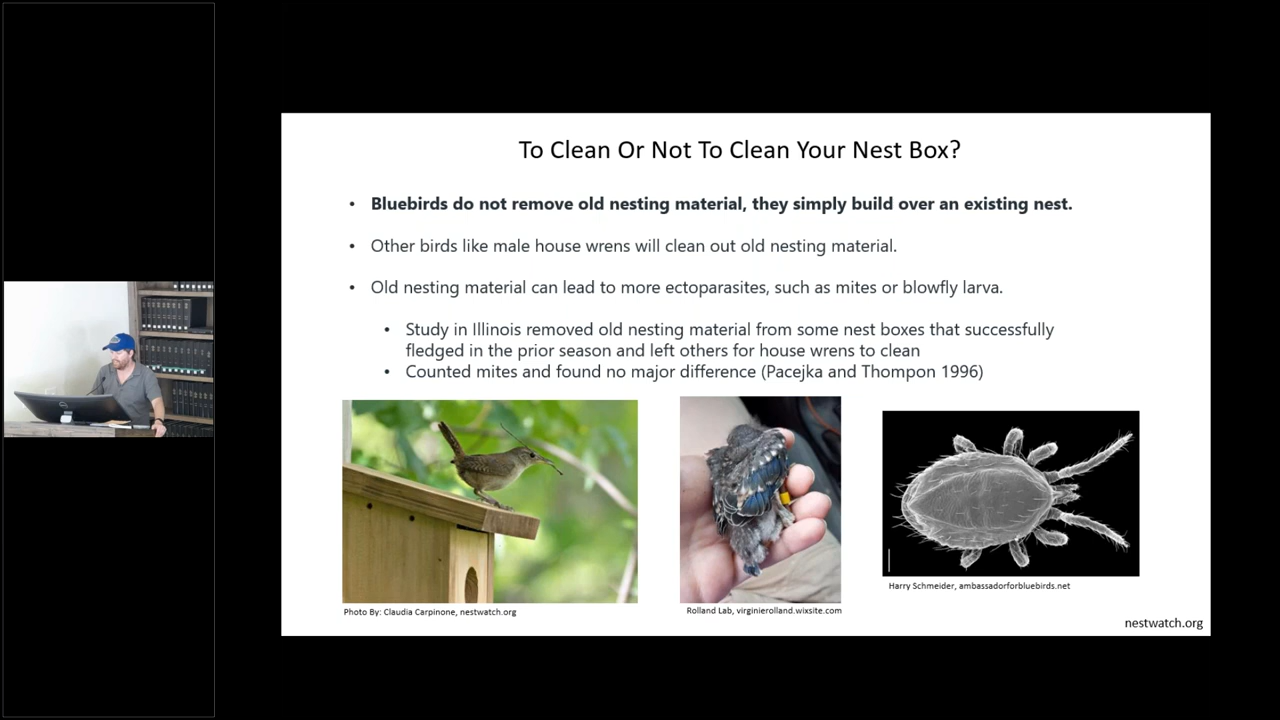 To Clean Or Not To Clean Your Nest Box?
• Bluebirds do not remove old nesting material, they simply build over an existing nest.
• Other birds like male house wrens will clean out old nesting material.
• Old nesting material can lead to more ectoparasites, such as mites or blowfly larva.
• Study in Illinois removed old nesting material from some nest boxes that successfully
fledged in the prior season and left others for house wrens to clean
• Counted mites and found no major difference (Pacejka and Thompon 1996)
Photo By: Claudia Carpinone, nestwatch.org
Rolland Lab, virginierolland.wixsite.com
Harry Schmeider, ambassadorforbluebirds.net
nestwatch.org